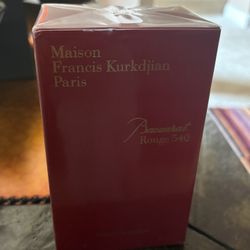 Maison
Francis Kurkdjian
Paris
Baccarat
Rouge 540